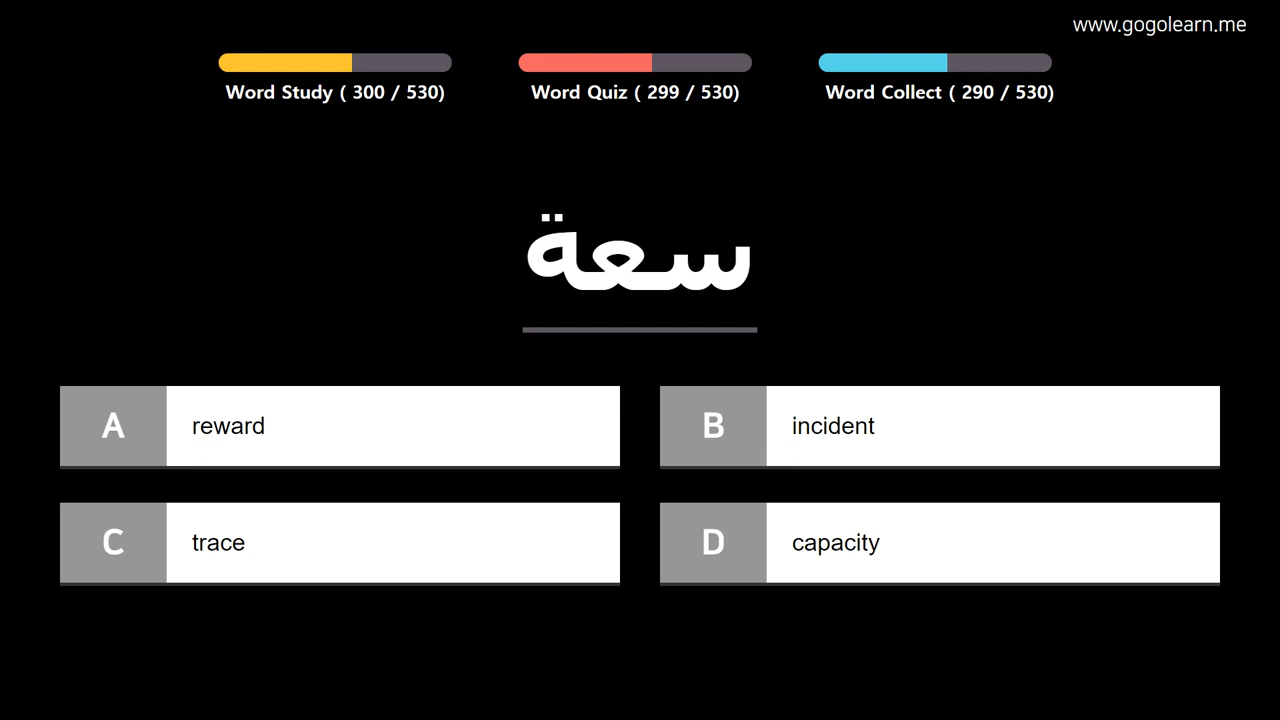 www.gogolearn.me
Word Study ( 300 / 530)
Word Quiz ( 299 / 530)
Word Collect ( 290 / 530)
سعة
A reward
B incident
C trace
D capacity